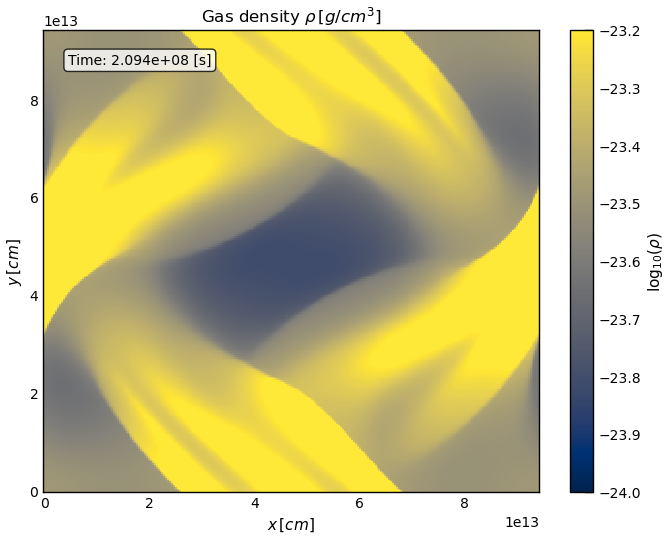 Gas density ρ [g/cm³]
1e13
Time: 2.094e+08 [s]
8
6
4
2
0
y [cm]
0
2
4
6
8
1e13
x [cm]
−23.2
−23.3
−23.4
−23.5
−23.6
−23.7
−23.8
−23.9
−24.0
log₁₀(ρ)